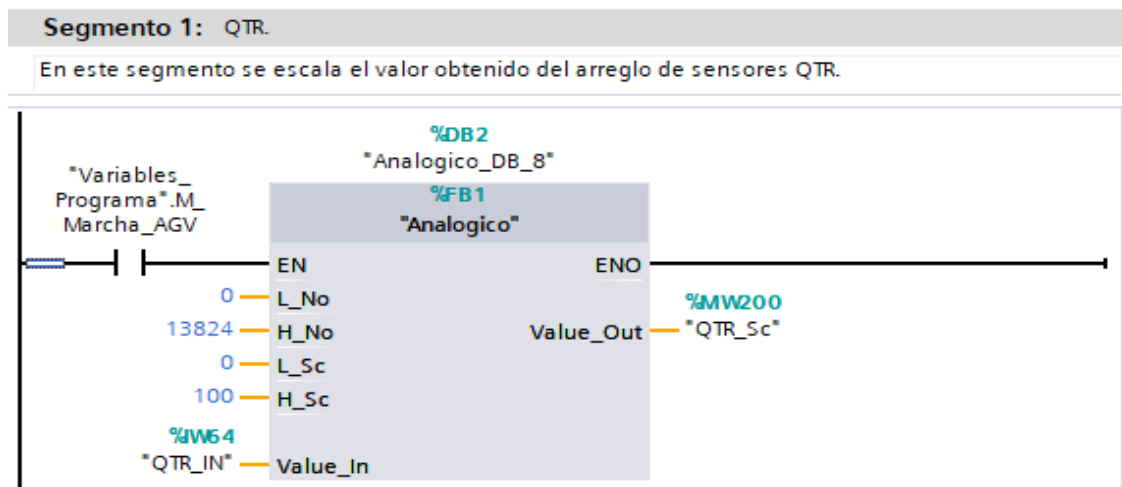 Segmento 1: QTR.
En este segmento se escala el valor obtenido del arreglo de sensores QTR.
%DB2
"Analogico_DB_8"
"Variables_
Programa".M_
Marcha_AGV
%FB1
"Analogico"
EN
ENO
0
L_No
13824
H_No
0
L_Sc
100
H_Sc
%IW64
"QTR_IN"
Value_In
Value_Out
%MW200
"QTR_Sc"